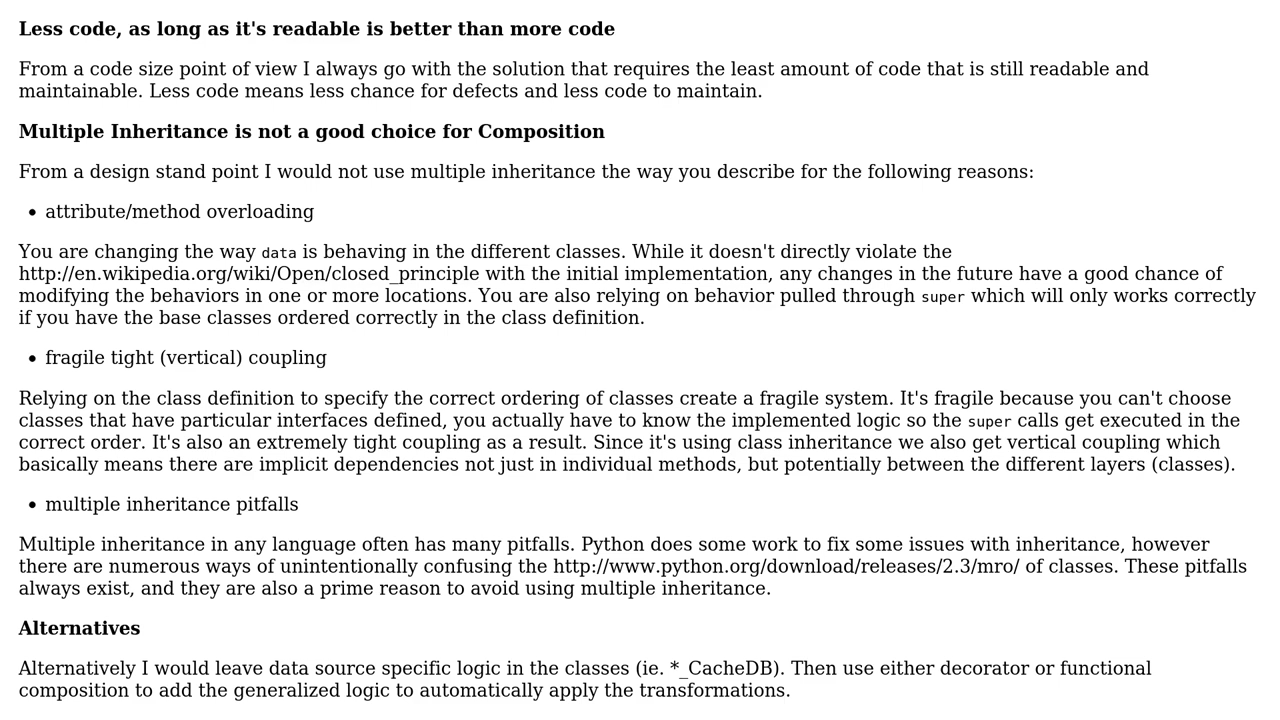 Less code, as long as it's readable is better than more code
From a code size point of view I always go with the solution that requires the least amount of code that is still readable and
maintainable. Less code means less chance for defects and less code to maintain.
Multiple Inheritance is not a good choice for Composition
From a design stand point I would not use multiple inheritance the way you describe for the following reasons:
• attribute/method overloading
You are changing the way data is behaving in the different classes. While it doesn't directly violate the
http://en.wikipedia.org/wiki/Open/closed_principle with the initial implementation, any changes in the future have a good chance of
modifying the behaviors in one or more locations. You are also relying on behavior pulled through super which will only works correctly
if you have the base classes ordered correctly in the class definition.
• fragile tight (vertical) coupling
Relying on the class definition to specify the correct ordering of classes create a fragile system. It's fragile because you can't choose
classes that have particular interfaces defined, you actually have to know the implemented logic so the super calls get executed in the
correct order. It's also an extremely tight coupling as a result. Since it's using class inheritance we also get vertical coupling which
basically means there are implicit dependencies not just in individual methods, but potentially between the different layers (classes).
• multiple inheritance pitfalls
Multiple inheritance in any language often has many pitfalls. Python does some work to fix some issues with inheritance, however
there are numerous ways of unintentionally confusing the http://www.python.org/download/releases/2.3/mro/ of classes. These pitfalls
always exist, and they are also a prime reason to avoid using multiple inheritance.
Alternatives
Alternatively I would leave data source specific logic in the classes (ie. *_CacheDB). Then use either decorator or functional
composition to add the generalized logic to automatically apply the transformations.